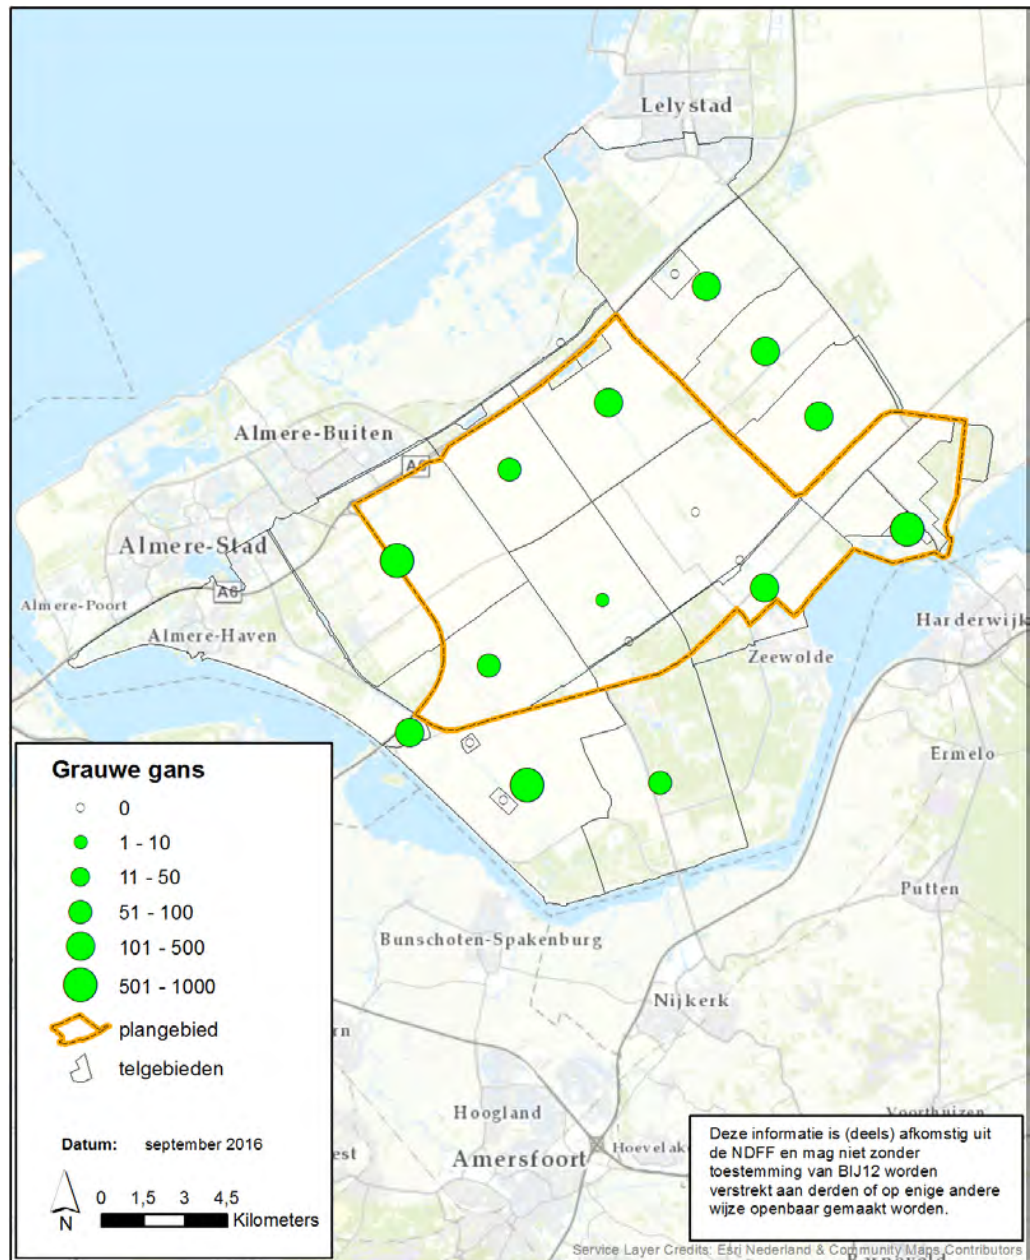 Lelystad
Almere-Buiten
A6
Almere-Stad
A6
Almere-Poort
Almere-Haven
Harderwijk
Zeewolde
Ermelo
Putten
Bunschoten-Spakenburg
Nijkerk
Hoogland
Voorthuizen
Hoevelak
Amersfoort
rn
est
Grauwe gans
0
1 - 10
11 - 50
51 - 100
101 - 500
501 - 1000
plangebied
telgebieden
Datum: september 2016
N
0 1,5 3 4,5
Kilometers
Deze informatie is (deels) afkomstig uit
de NDFF en mag niet zonder
toestemming van BIJ12 worden
verstrekt aan derden of op enige andere
wijze openbaar gemaakt worden.
Service Layer Credits: Esri Nederland & Community Maps Contributors